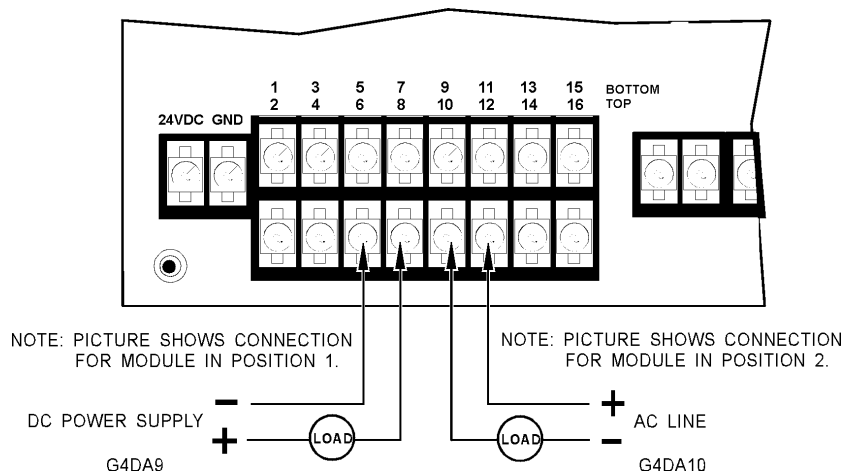 1 3 5 7 9 11 13 15 BOTTOM
2 4 6 8 10 12 14 16 TOP
24VDC GND
NOTE: PICTURE SHOWS CONNECTION
FOR MODULE IN POSITION 1.
NOTE: PICTURE SHOWS CONNECTION
FOR MODULE IN POSITION 2.
−
DC POWER SUPPLY
+
LOAD
G4DA9
+
AC LINE
−
LOAD
G4DA10